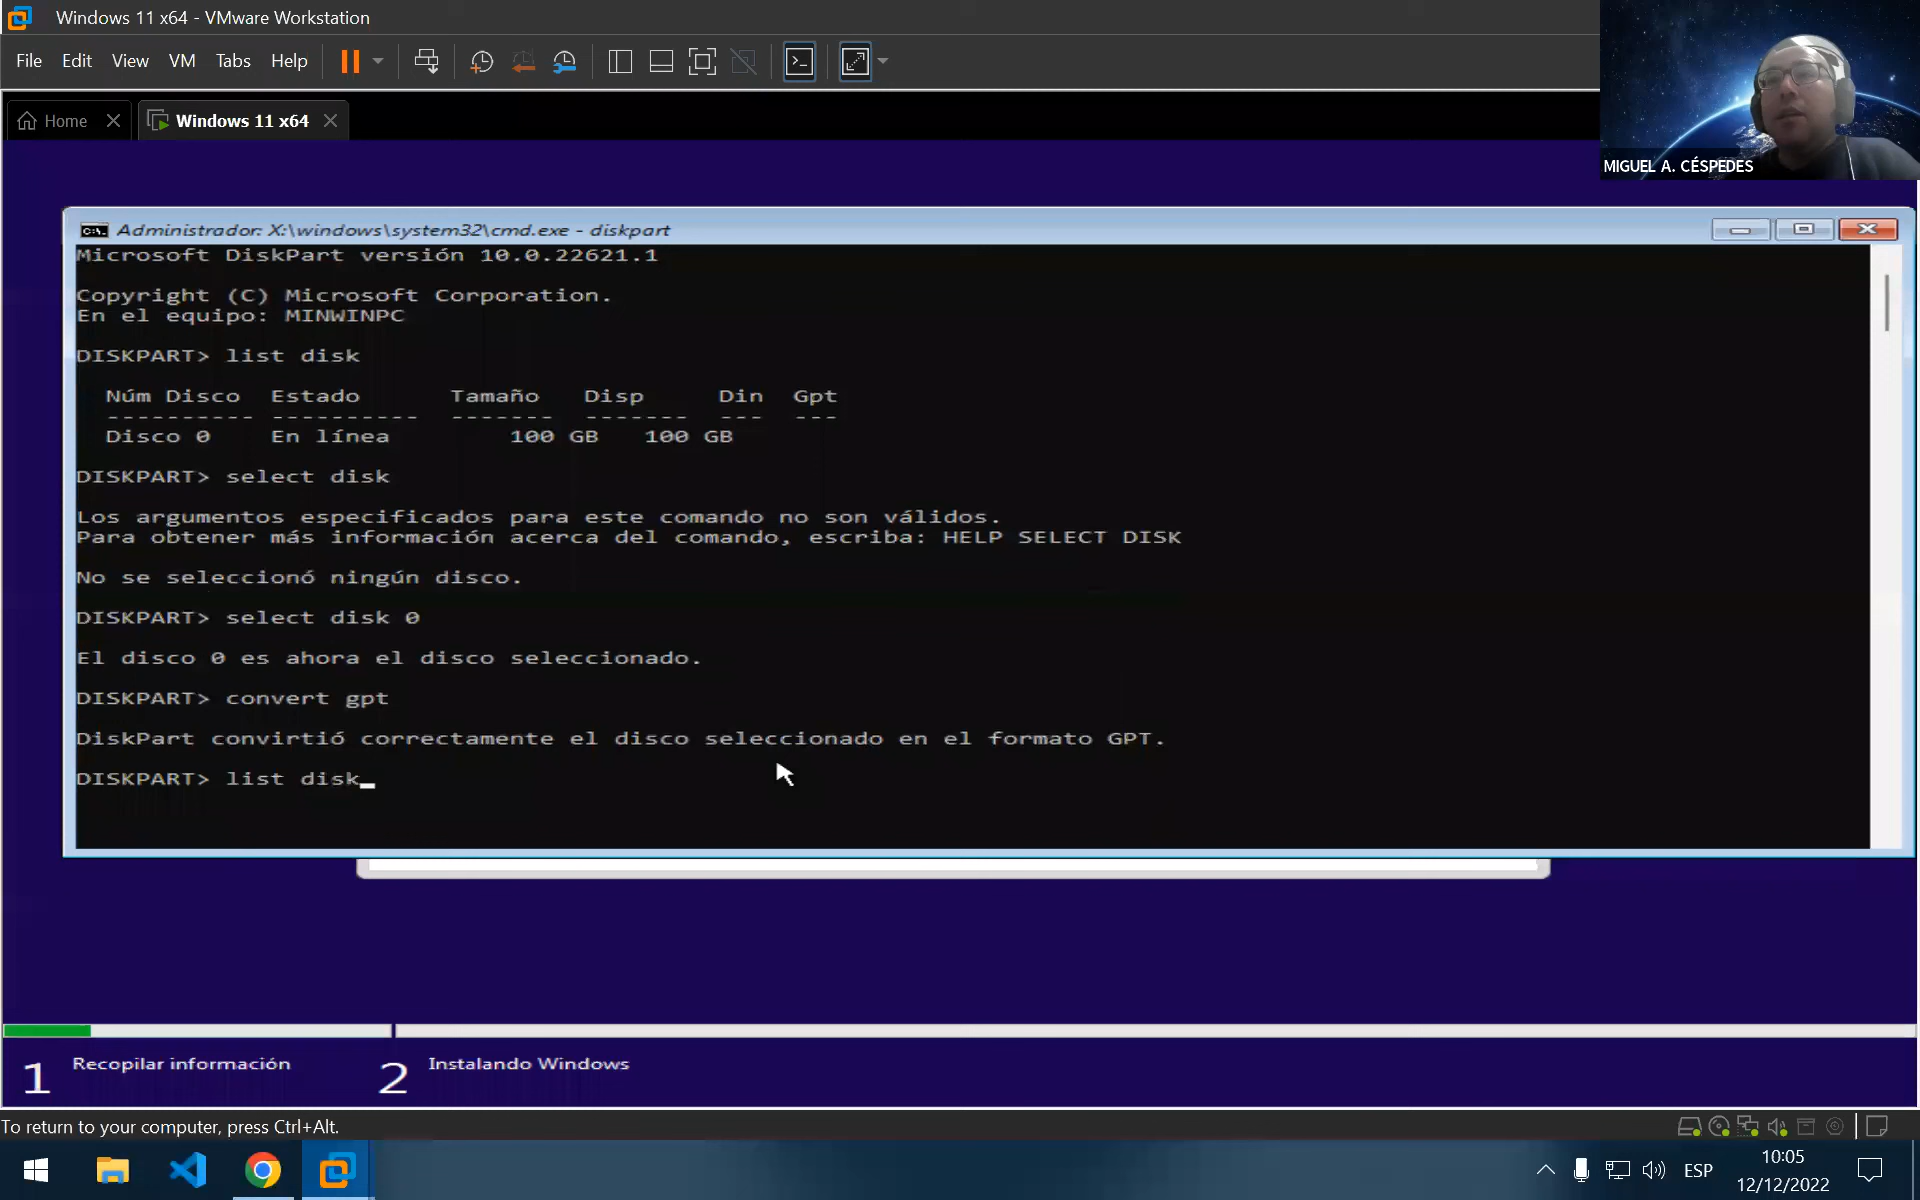 Windows 11 x64 - VMware Workstation
File Edit View VM Tabs Help
Home
Windows 11 x64
MIGUEL A. CÉSPEDES
Administrador: X:\windows\system32\cmd.exe - diskpart
Microsoft DiskPart versión 10.0.22621.1
Copyright (C) Microsoft Corporation.
En el equipo: MINWINPC
DISKPART> list disk
Núm Disco Estado Tamaño Disp Din Gpt
---------- ---------- ------- ------- --- ---
Disco 0 En línea 100 GB 100 GB
DISKPART> select disk
Los argumentos especificados para este comando no son válidos.
Para obtener más información acerca del comando, escriba: HELP SELECT DISK
No se seleccionó ningún disco.
DISKPART> select disk 0
El disco 0 es ahora el disco seleccionado.
DISKPART> convert gpt
DiskPart convirtió correctamente el disco seleccionado en el formato GPT.
DISKPART> list disk
1 Recopilar información
2 Instalando Windows
To return to your computer, press Ctrl+Alt.
ESP
10:05
12/12/2022